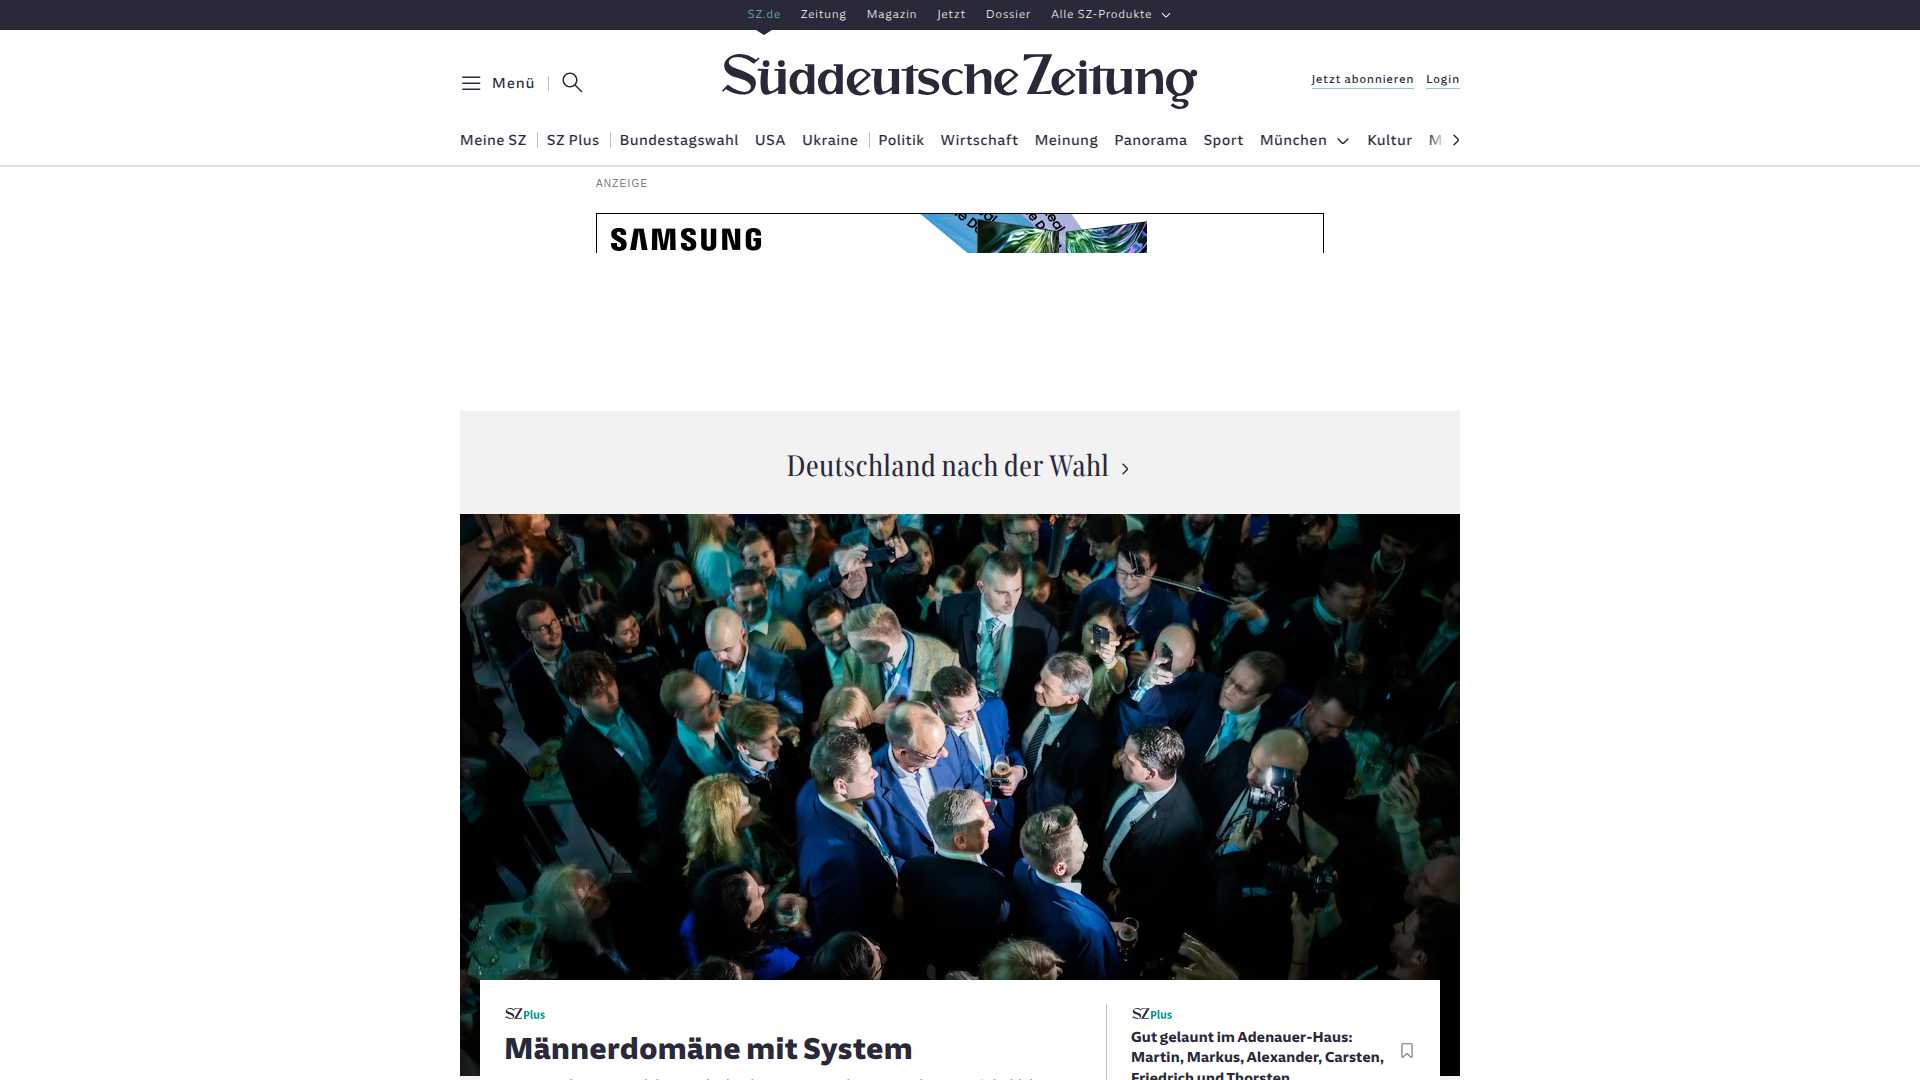 SZ.de Zeitung Magazin Jetzt Dossier Alle SZ-Produkte
Menü
Süddeutsche Zeitung
Jetzt abonnieren Login
Meine SZ SZ Plus Bundestagswahl USA Ukraine Politik Wirtschaft Meinung Panorama Sport München Kultur M
ANZEIGE
SAMSUNG
Deutschland nach der Wahl
SZ Plus
Männerdomäne mit System
SZ Plus
Gut gelaunt im Adenauer-Haus:
Martin, Markus, Alexander, Carsten,
Friedrich und Thorsten